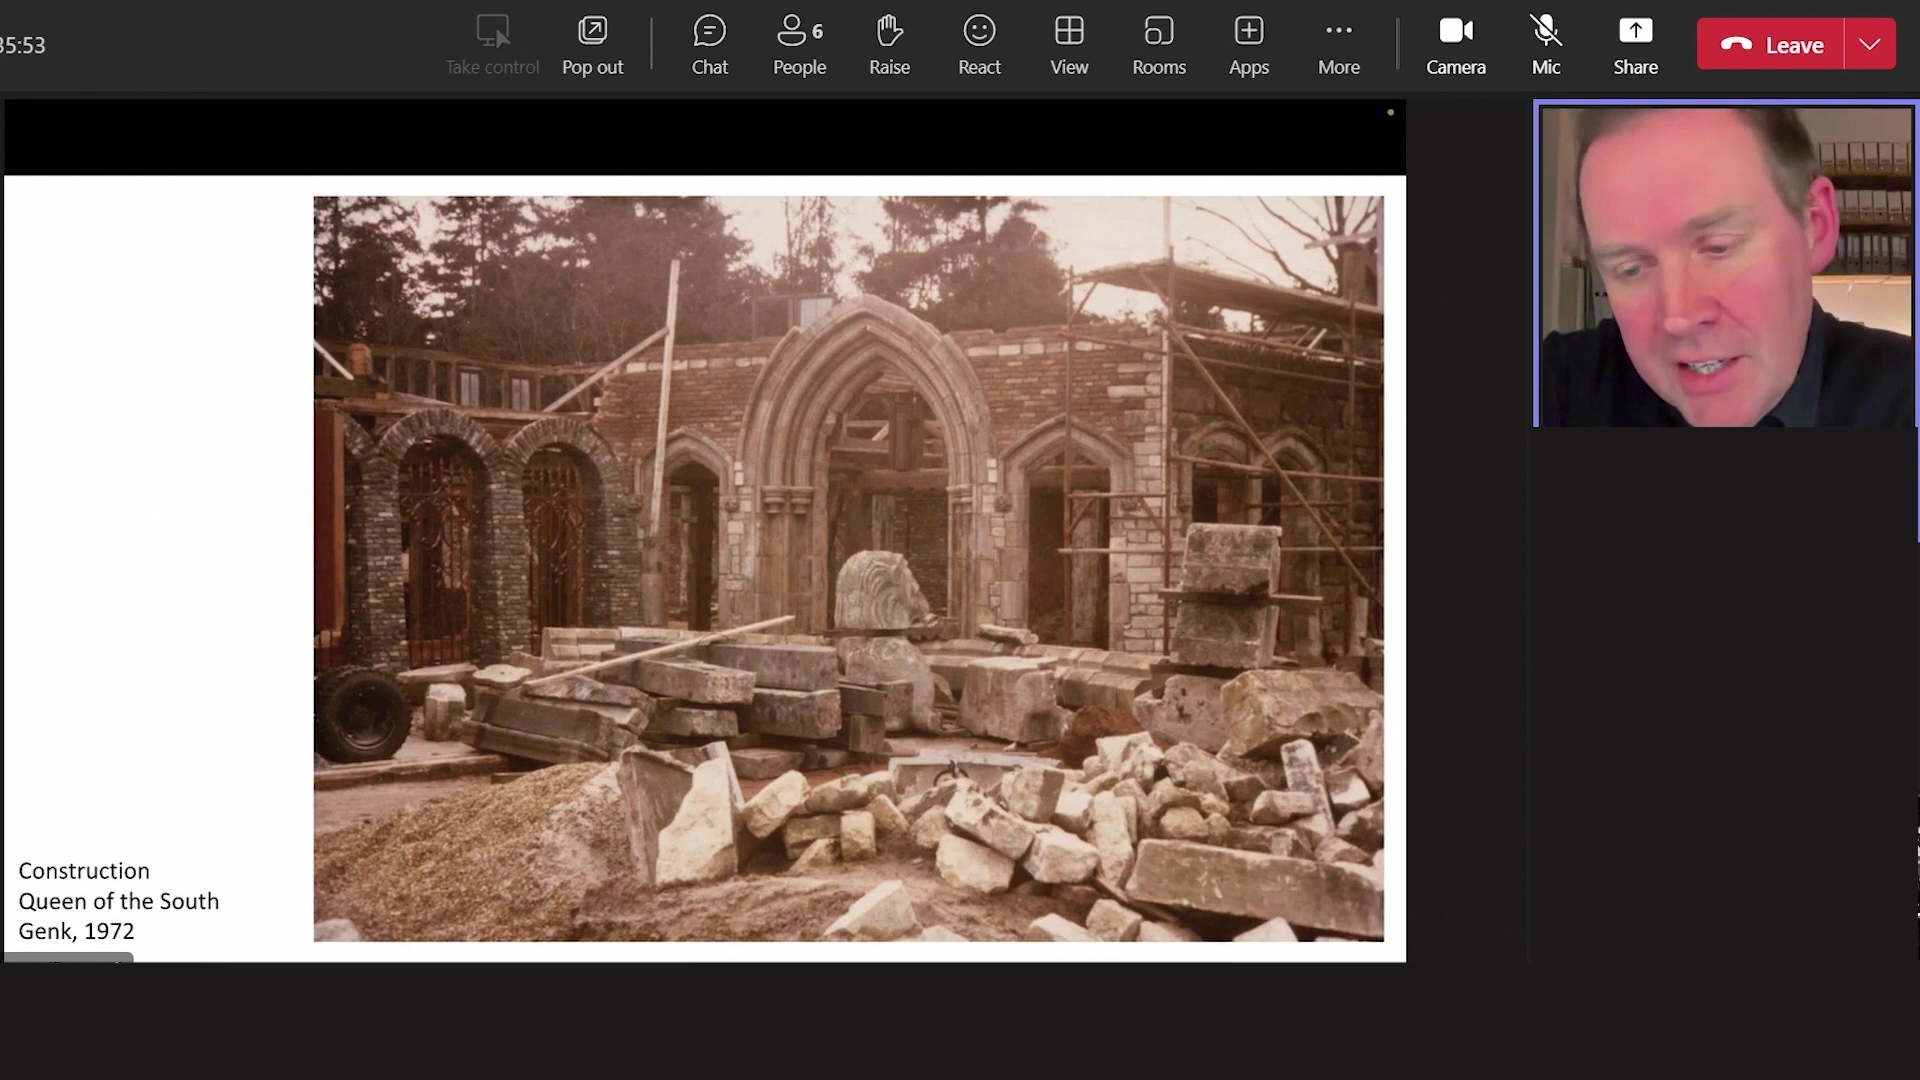 35:53
Take control
Pop out
Chat
People
6
Raise
React
View
Rooms
Apps
More
Camera
Mic
Share
Leave
Construction
Queen of the South
Genk, 1972